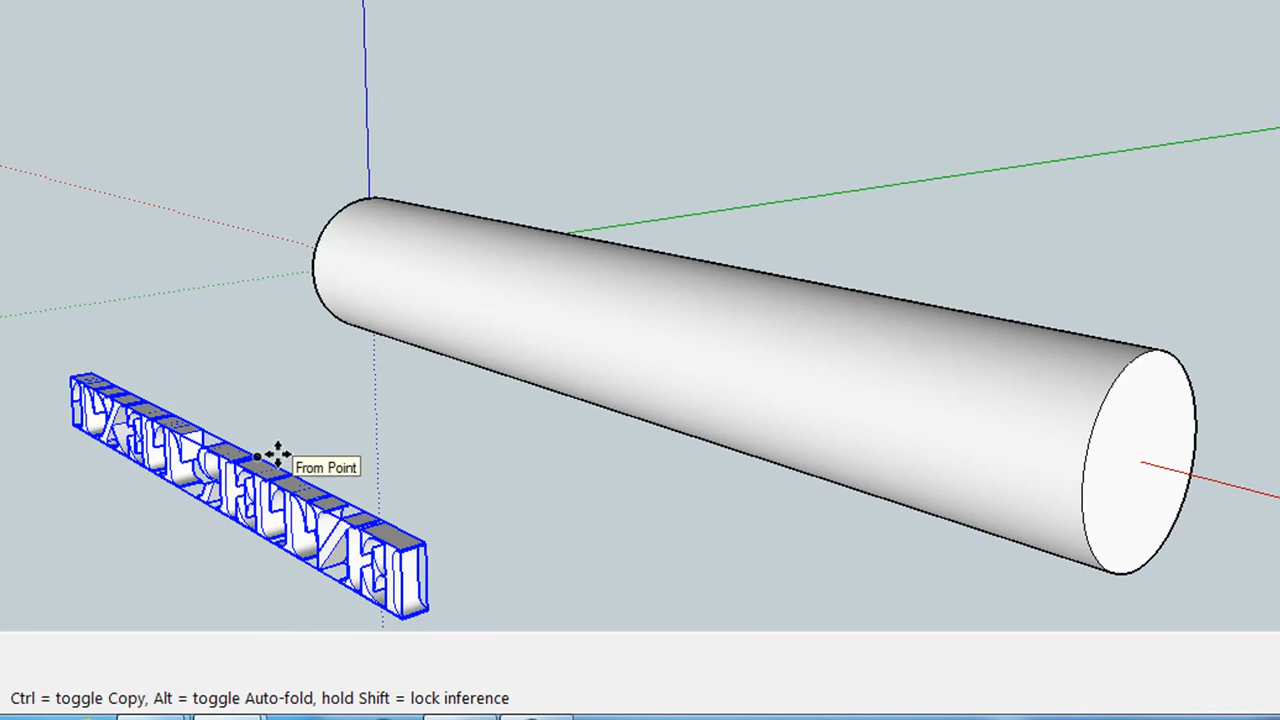 From Point
Ctrl = toggle Copy, Alt = toggle Auto-fold, hold Shift = lock inference